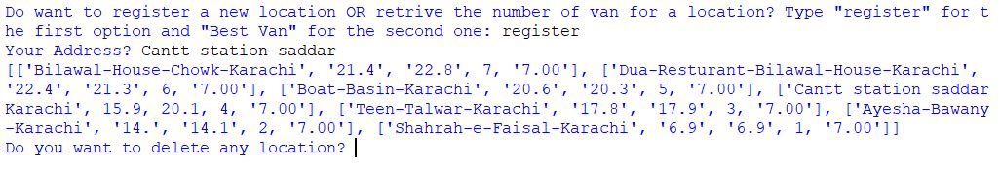 Do want to register a new location OR retrive the number of van for a location? Type "register" for t
he first option and "Best Van" for the second one: register
Your Address? Cantt station saddar
[['Bilawal-House-Chowk-Karachi', '21.4', '22.8', 7, '7.00'], ['Dua-Resturant-Bilawal-House-Karachi',
'22.4', '21.3', 6, '7.00'], ['Boat-Basin-Karachi', '20.6', '20.3', 5, '7.00'], ['Cantt station saddar
Karachi', 15.9, 20.1, 4, '7.00'], ['Teen-Talwar-Karachi', '17.8', '17.9', 3, '7.00'], ['Ayesha-Bawany
-Karachi', '14.', '14.1', 2, '7.00'], ['Shahrah-e-Faisal-Karachi', '6.9', '6.9', 1, '7.00']]
Do you want to delete any location?